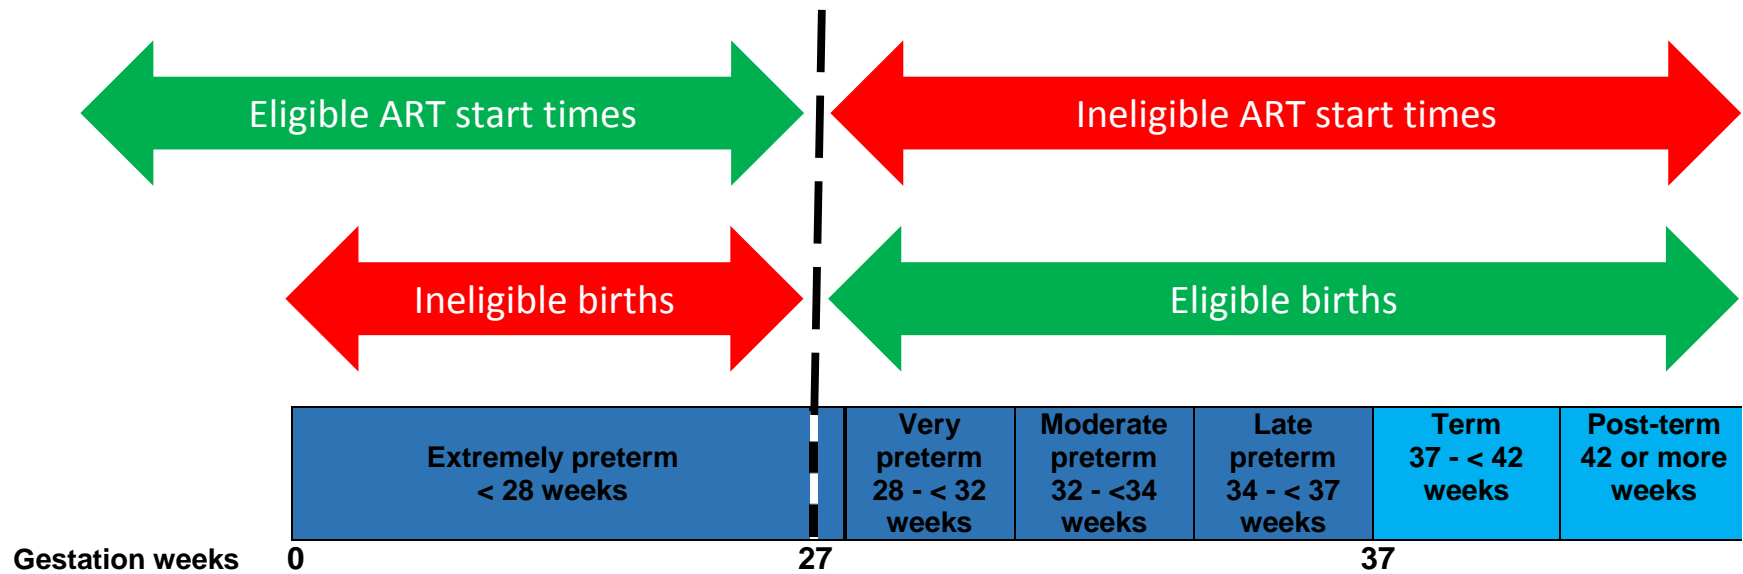 Eligible ART start times
Ineligible ART start times
Ineligible births
Eligible births
Extremely preterm
< 28 weeks
Very
preterm
28 - < 32
weeks
Moderate
preterm
32 - <34
weeks
Late
preterm
34 - < 37
weeks
Term
37 - < 42
weeks
Post-term
42 or more
weeks
Gestation weeks 0 27 37